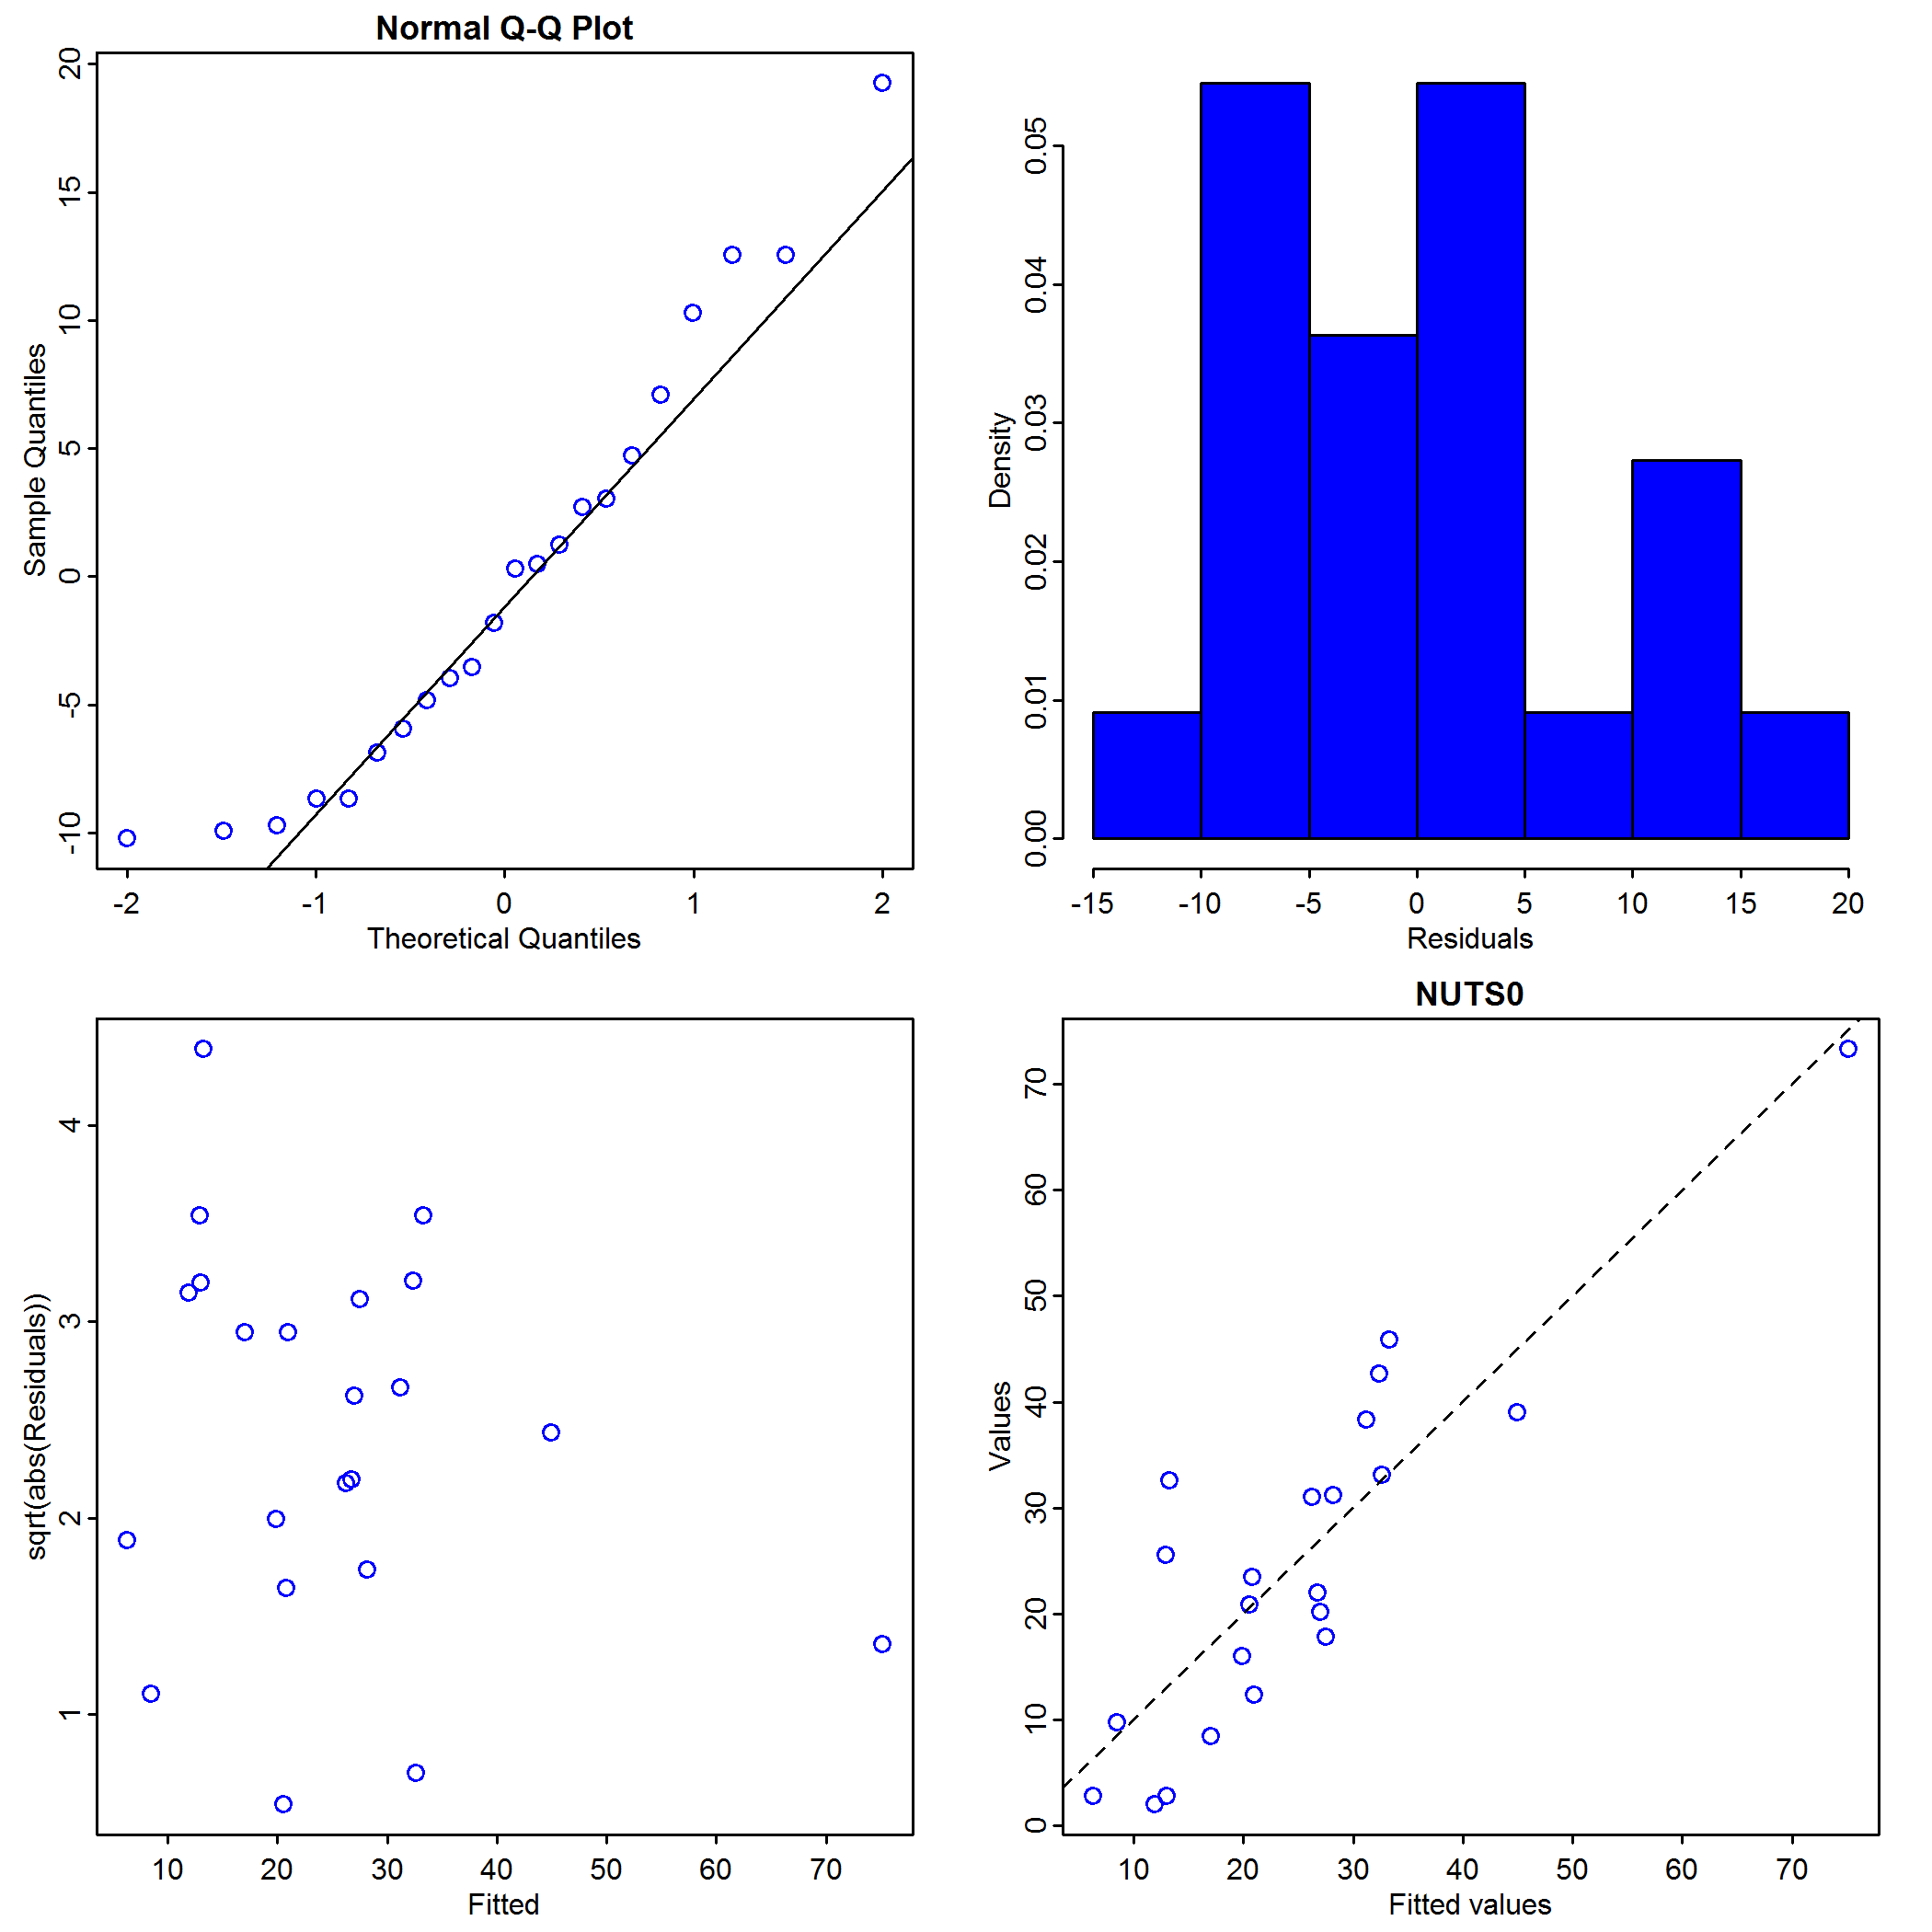 Normal Q-Q Plot
Sample Quantiles
-10 -5 0 5 10 15 20
-2 -1 0 1 2
Theoretical Quantiles
Density
0.00 0.01 0.02 0.03 0.04 0.05
-15 -10 -5 0 5 10 15 20
Residuals
sqrt(abs(Residuals))
1 2 3 4
10 20 30 40 50 60 70
Fitted
NUTS0
Values
0 10 20 30 40 50 60 70
10 20 30 40 50 60 70
Fitted values